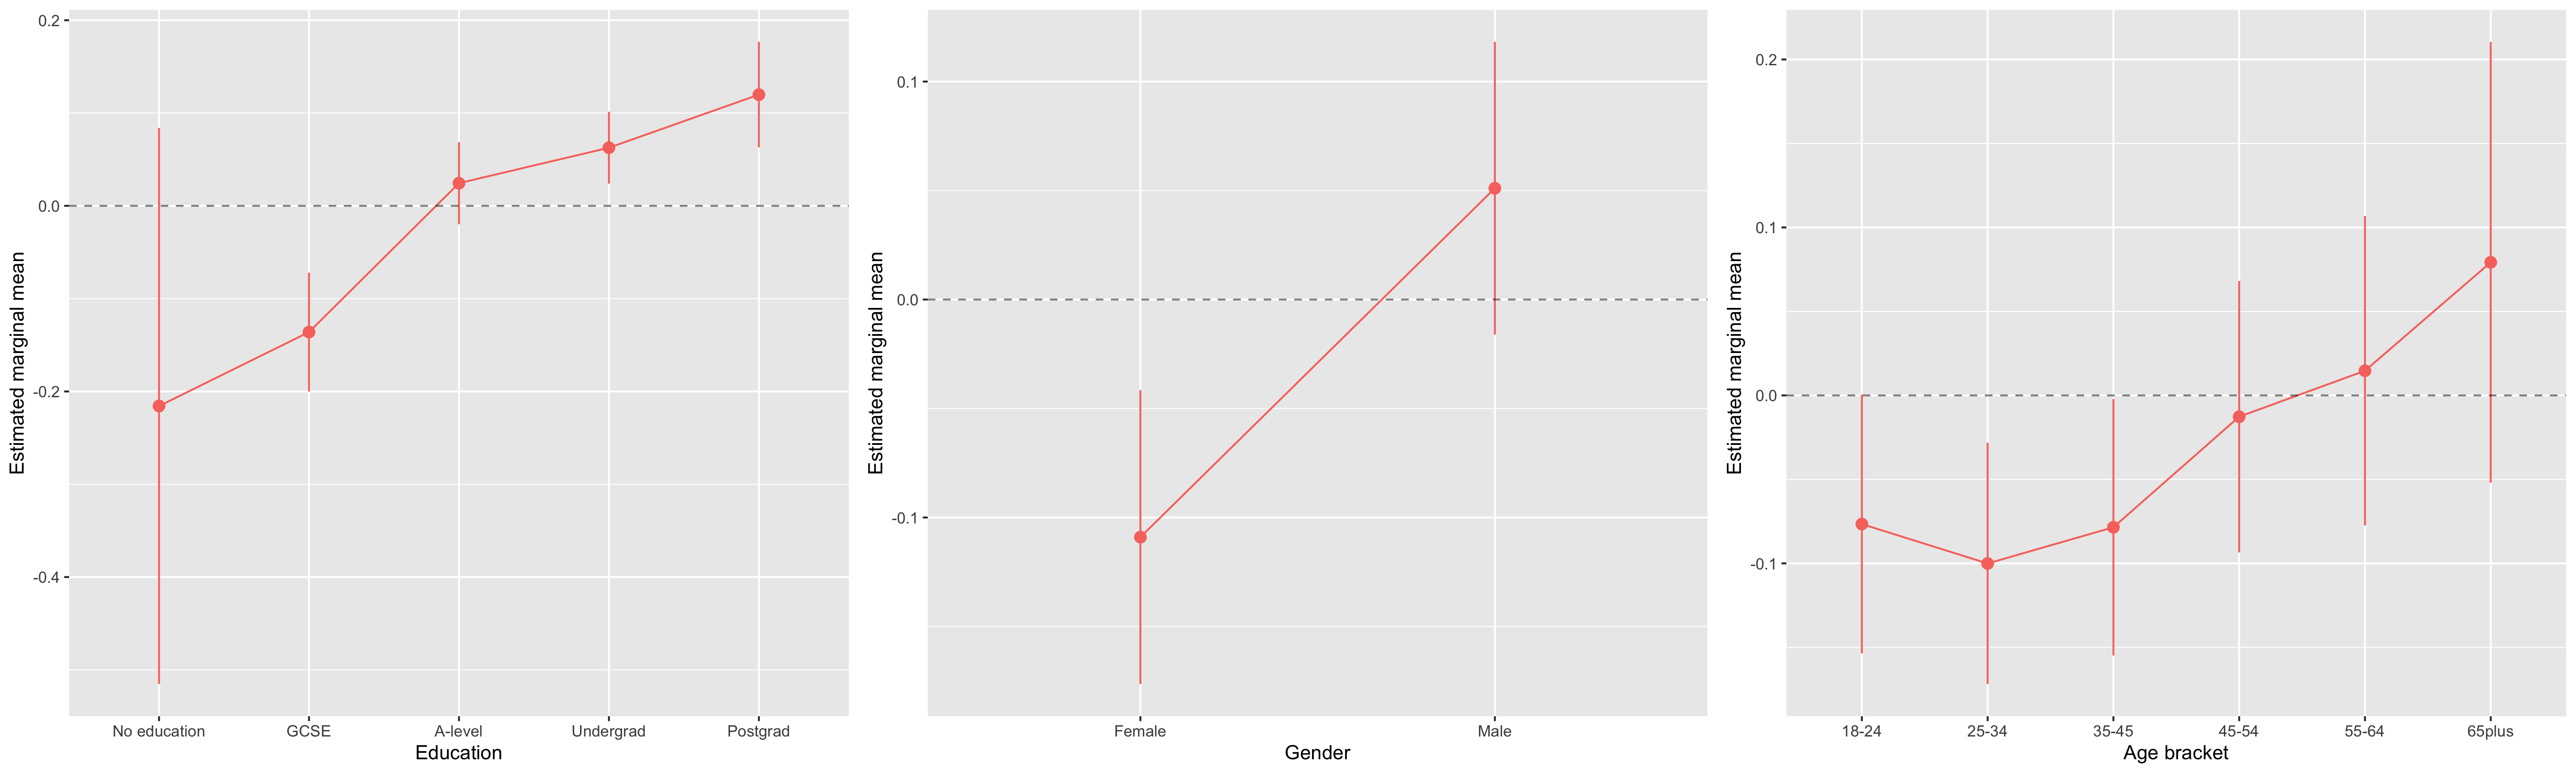 Estimated marginal mean
0.2
0.0
-0.2
-0.4
No education GCSE A-level Undergrad Postgrad
Education
Estimated marginal mean
0.1
0.0
-0.1
Female Male
Gender
Estimated marginal mean
0.2
0.1
0.0
-0.1
18-24 25-34 35-45 45-54 55-64 65plus
Age bracket